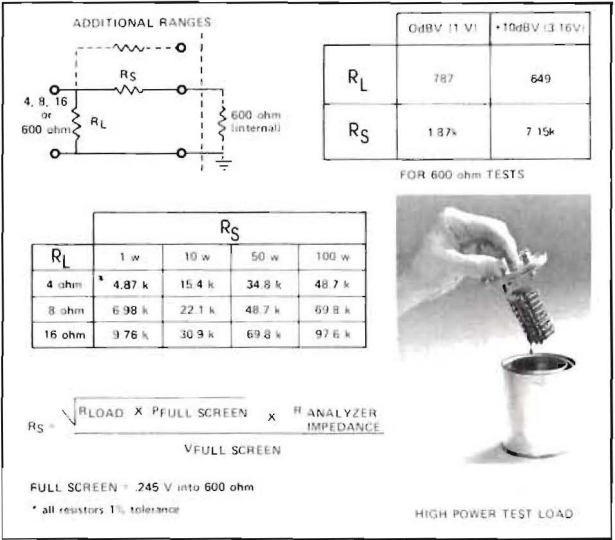 ADDITIONAL RANGES
RS
4, 8, 16
or
600 ohm
RL
600 ohm
(internal)
0dBV (1 V) +10dBV (3.16V)
RL 787 649
RS 1.87k 7.15k
FOR 600 ohm TESTS
RS
RL 1 w 10 w 50 w 100 w
4 ohm * 4.87 k 15.4 k 34.8 k 48.7 k
8 ohm 6.98 k 22.1 k 48.7 k 69.8 k
16 ohm 9.76 k 30.9 k 69.8 k 97.6 k
RS = √RLOAD X PFULL SCREEN X R ANALYZER
IMPEDANCE
VFULL SCREEN
FULL SCREEN = .245 V into 600 ohm
* all resistors 1% tolerance
HIGH POWER TEST LOAD